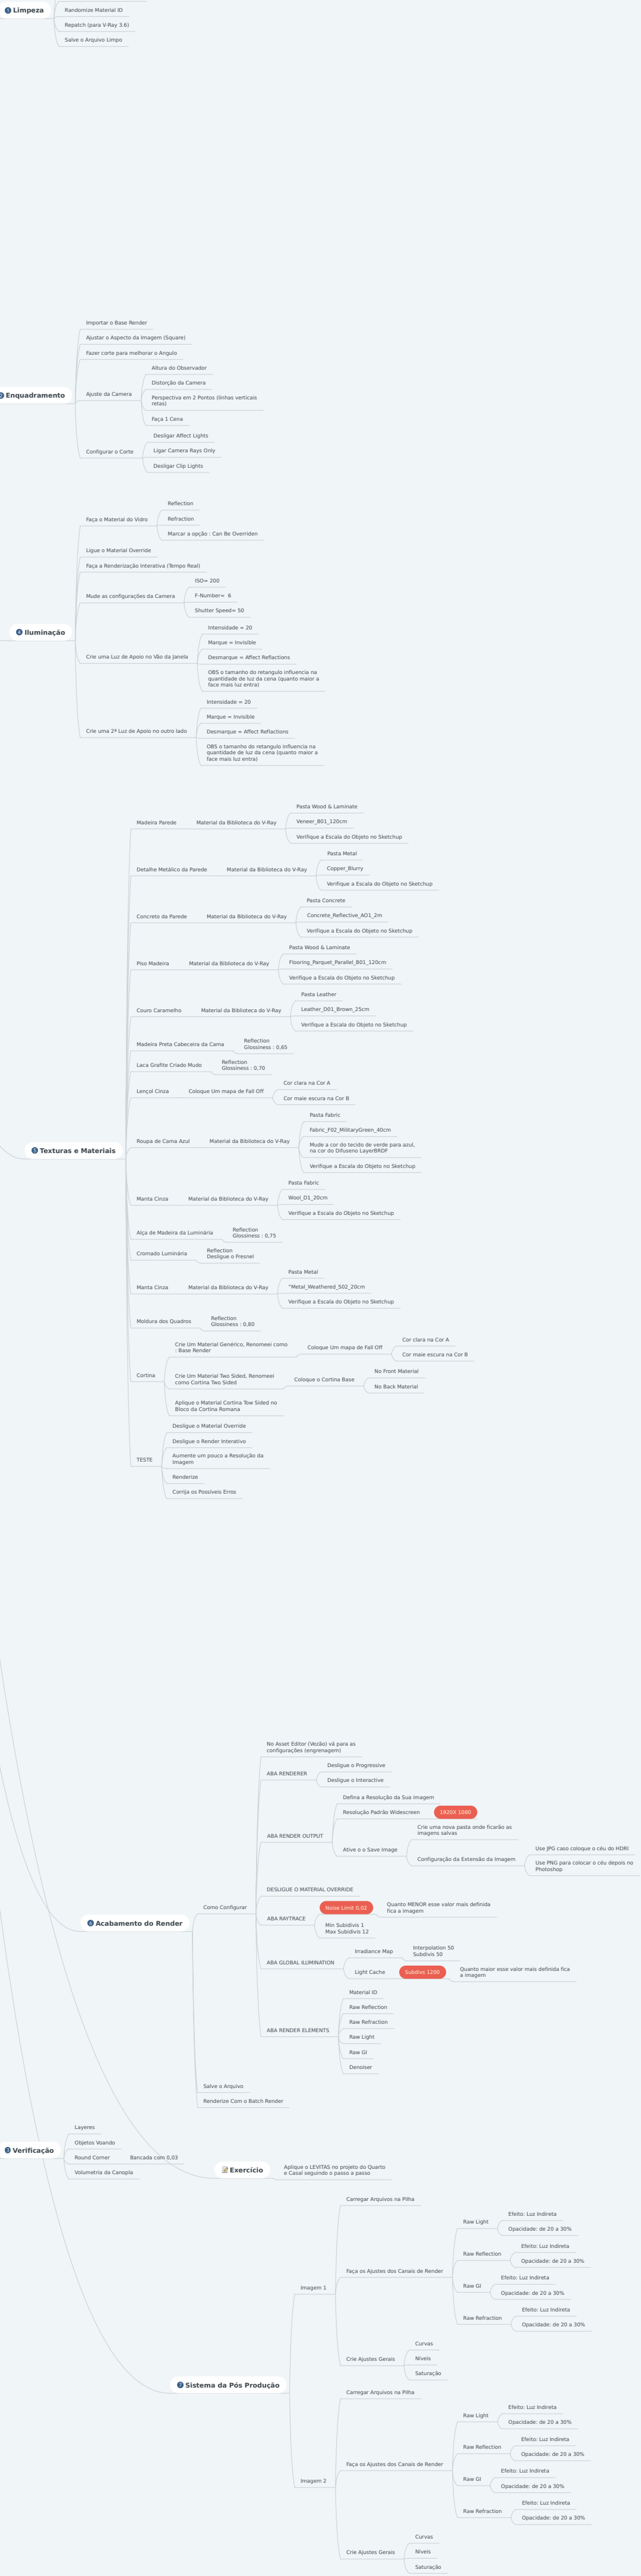 1 Limpeza
Randomize Material ID
Repatch (para V-Ray 3.6)
Salve o Arquivo Limpo
2 Enquadramento
Importar o Base Render
Ajustar o Aspecto da Imagem (Square)
Fazer corte para melhorar o Angulo
Ajuste da Camera
Altura do Observador
Distorção da Camera
Perspectiva em 2 Pontos (linhas verticais
retas)
Faça 1 Cena
Configurar o Corte
Desligar Affect Lights
Ligar Camera Rays Only
Desligar Clip Lights
4 Iluminação
Faça o Material do Vidro
Reflection
Refraction
Marcar a opção : Can Be Overriden
Ligue o Material Override
Faça a Renderização Interativa (Tempo Real)
Mude as configurações da Camera
ISO= 200
F-Number= 6
Shutter Speed= 50
Crie uma Luz de Apoio no Vão da Janela
Intensidade = 20
Marque = Invisible
Desmarque = Affect Reflactions
OBS o tamanho do retangulo influencia na
quantidade de luz da cena (quanto maior a
face mais luz entra)
Crie uma 2ª Luz de Apoio no outro lado
Intensidade = 20
Marque = Invisible
Desmarque = Affect Reflactions
OBS o tamanho do retangulo influencia na
quantidade de luz da cena (quanto maior a
face mais luz entra)
5 Texturas e Materiais
Madeira Parede
Material da Biblioteca do V-Ray
Pasta Wood & Laminate
Veneer_B01_120cm
Verifique a Escala do Objeto no Sketchup
Detalhe Metálico da Parede
Material da Biblioteca do V-Ray
Pasta Metal
Copper_Blurry
Verifique a Escala do Objeto no Sketchup
Concreto da Parede
Material da Biblioteca do V-Ray
Pasta Concrete
Concrete_Reflective_AO1_2m
Verifique a Escala do Objeto no Sketchup
Piso Madeira
Material da Biblioteca do V-Ray
Pasta Wood & Laminate
Flooring_Parquet_Parallel_B01_120cm
Verifique a Escala do Objeto no Sketchup
Couro Caramelho
Material da Biblioteca do V-Ray
Pasta Leather
Leather_D01_Brown_25cm
Verifique a Escala do Objeto no Sketchup
Madeira Preta Cabeceira da Cama
Reflection
Glossiness : 0,65
Laca Grafite Criado Mudo
Reflection
Glossiness : 0,70
Lençol Cinza
Coloque Um mapa de Fall Off
Cor clara na Cor A
Cor maie escura na Cor B
Roupa de Cama Azul
Material da Biblioteca do V-Ray
Pasta Fabric
Fabric_F02_MilitaryGreen_40cm
Mude a cor do tecido de verde para azul,
na cor do Difuseno LayerBRDF
Verifique a Escala do Objeto no Sketchup
Manta Cinza
Material da Biblioteca do V-Ray
Pasta Fabric
Wool_D1_20cm
Verifique a Escala do Objeto no Sketchup
Alça de Madeira da Luminária
Reflection
Glossiness : 0,75
Cromado Luminária
Reflection
Desligue o Fresnel
Manta Cinza
Material da Biblioteca do V-Ray
Pasta Metal
"Metal_Weathered_S02_20cm
Verifique a Escala do Objeto no Sketchup
Moldura dos Quadros
Reflection
Glossiness : 0,80
Cortina
Crie Um Material Genérico, Renomeei como
: Base Render
Coloque Um mapa de Fall Off
Cor clara na Cor A
Cor maie escura na Cor B
Crie Um Material Two Sided, Renomeei
como Cortina Two Sided
Coloque o Cortina Base
No Front Material
No Back Material
Aplique o Material Cortina Tow Sided no
Bloco da Cortina Romana
TESTE
Desligue o Material Override
Desligue o Render Interativo
Aumente um pouco a Resolução da
Imagem
Renderize
Corrija os Possíveis Erros
6 Acabamento do Render
Como Configurar
No Asset Editor (Vezão) vá para as
configurações (engrenagem)
ABA RENDERER
Desligue o Progressive
Desligue o Interactive
ABA RENDER OUTPUT
Defina a Resolução da Sua Imagem
Resolução Padrão Widescreen
1920X 1080
Ative o o Save Image
Crie uma nova pasta onde ficarão as
imagens salvas
Configuração da Extensão da Imagem
Use JPG caso coloque o céu do HDRI
Use PNG para colocar o céu depois no
Photoshop
DESLIGUE O MATERIAL OVERRIDE
ABA RAYTRACE
Noise Limit 0,02
Quanto MENOR esse valor mais definida
fica a imagem
Min Subidivis 1
Max Subidivis 12
ABA GLOBAL ILUMINATION
Irradiance Map
Interpolation 50
Subdivis 50
Light Cache
Subdivs 1200
Quanto maior esse valor mais definida fica
a imagem
ABA RENDER ELEMENTS
Material ID
Raw Reflection
Raw Refraction
Raw Light
Raw GI
Denoiser
Salve o Arquivo
Renderize Com o Batch Render
3 Verificação
Layeres
Objetos Voando
Round Corner
Bancada com 0,03
Volumetria da Canopla
Exercício
Aplique o LEVITAS no projeto do Quarto
e Casal seguindo o passo a passo
7 Sistema da Pós Produção
Imagem 1
Carregar Arquivos na Pilha
Faça os Ajustes dos Canais de Render
Raw Light
Efeito: Luz Indireta
Opacidade: de 20 a 30%
Raw Reflection
Efeito: Luz Indireta
Opacidade: de 20 a 30%
Raw GI
Efeito: Luz Indireta
Opacidade: de 20 a 30%
Raw Refraction
Efeito: Luz Indireta
Opacidade: de 20 a 30%
Crie Ajustes Gerais
Curvas
Níveis
Saturação
Imagem 2
Carregar Arquivos na Pilha
Faça os Ajustes dos Canais de Render
Raw Light
Efeito: Luz Indireta
Opacidade: de 20 a 30%
Raw Reflection
Efeito: Luz Indireta
Opacidade: de 20 a 30%
Raw GI
Efeito: Luz Indireta
Opacidade: de 20 a 30%
Raw Refraction
Efeito: Luz Indireta
Opacidade: de 20 a 30%
Crie Ajustes Gerais
Curvas
Níveis
Saturação